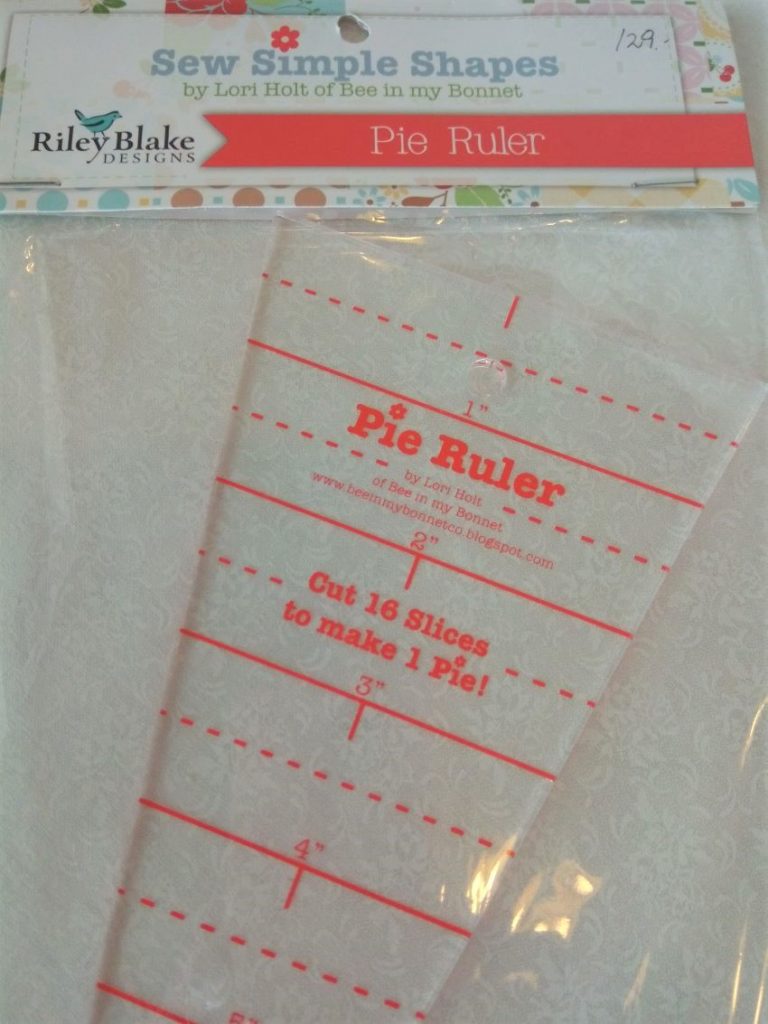 129.-
Sew Simple Shapes
by Lori Holt of Bee in my Bonnet
Riley Blake
DESIGNS
Pie Ruler
1"
Pie Ruler
by Lori Holt
of Bee in my Bonnet
www.beeinmybonnetco.blogspot.com
2"
Cut 16 Slices
to make 1 Pie!
3"
4"
5"